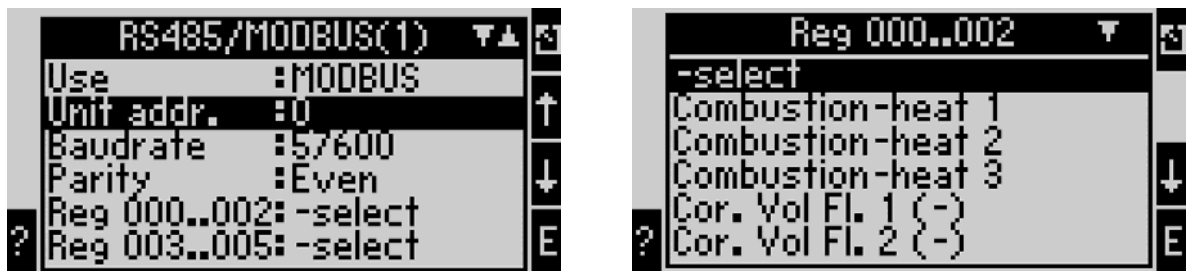 RS485/MODBUS(1)
Use :MODBUS
Unit addr. :0
Baudrate :57600
Parity :Even
Reg 000..002: -select
Reg 003..005: -select
?
E
Reg 000..002
-select
Combustion-heat 1
Combustion-heat 2
Combustion-heat 3
Cor. Vol Fl. 1 (-)
Cor. Vol Fl. 2 (-)
?
E